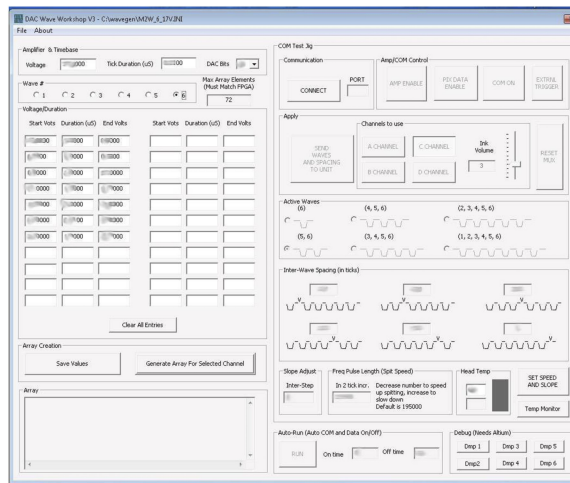 DAC Wave Workshop V3 - C:\wavegen\M2W_6_17V.INI
File About
Amplifier & Timebase
Voltage 000 Tick Duration (uS) 00 DAC Bits
Wave #
1 2 3 4 5 6
Max Array Elements
(Must Match FPGA)
72
Voltage/Duration
Start Vots Duration (uS) End Volts Start Vots Duration (uS) End Volts
Clear All Entries
Array Creation
Save Values Generate Array For Selected Channel
Array
COM Test Jig
Communication
CONNECT PORT
Amp/COM Control
AMP ENABLE PIX DATA ENABLE COM ON EXTRNL TRIGGER
Apply
SEND
WAVES
AND SPACING
TO UNIT
Channels to use
A CHANNEL C CHANNEL
B CHANNEL D CHANNEL
Ink
Volume
3
RESET
MUX
Active Waves
(6) (4, 5, 6) (2, 3, 4, 5, 6)
(5, 6) (3, 4, 5, 6) (1, 2, 3, 4, 5, 6)
Inter-Wave Spacing (in ticks)
Slope Adjust
Inter-Step
Freq Pulse Length (Spit Speed)
In 2 tick incr. Decrease number to speed
up spitting, increase to
slow down
Default is 195000
Head Temp
SET SPEED
AND SLOPE
Temp Monitor
Auto-Run (Auto COM and Data On/Off)
RUN On time Off time
Debug (Needs Altium)
Dmp 1 Dmp 3 Dmp 5
Dmp2 Dmp 4 Dmp 6